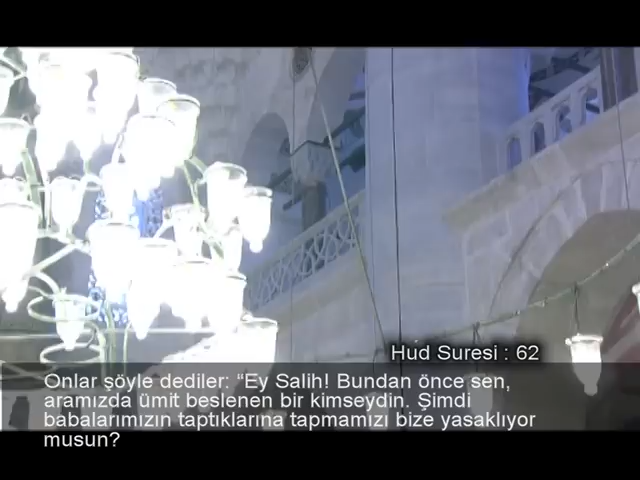 Hud Suresi : 62
Onlar şöyle dediler: “Ey Salih! Bundan önce sen,
aramızda ümit beslenen bir kimseydin. Şimdi
babalarımızın taptıklarına tapmamızı bize yasaklıyor
musun?